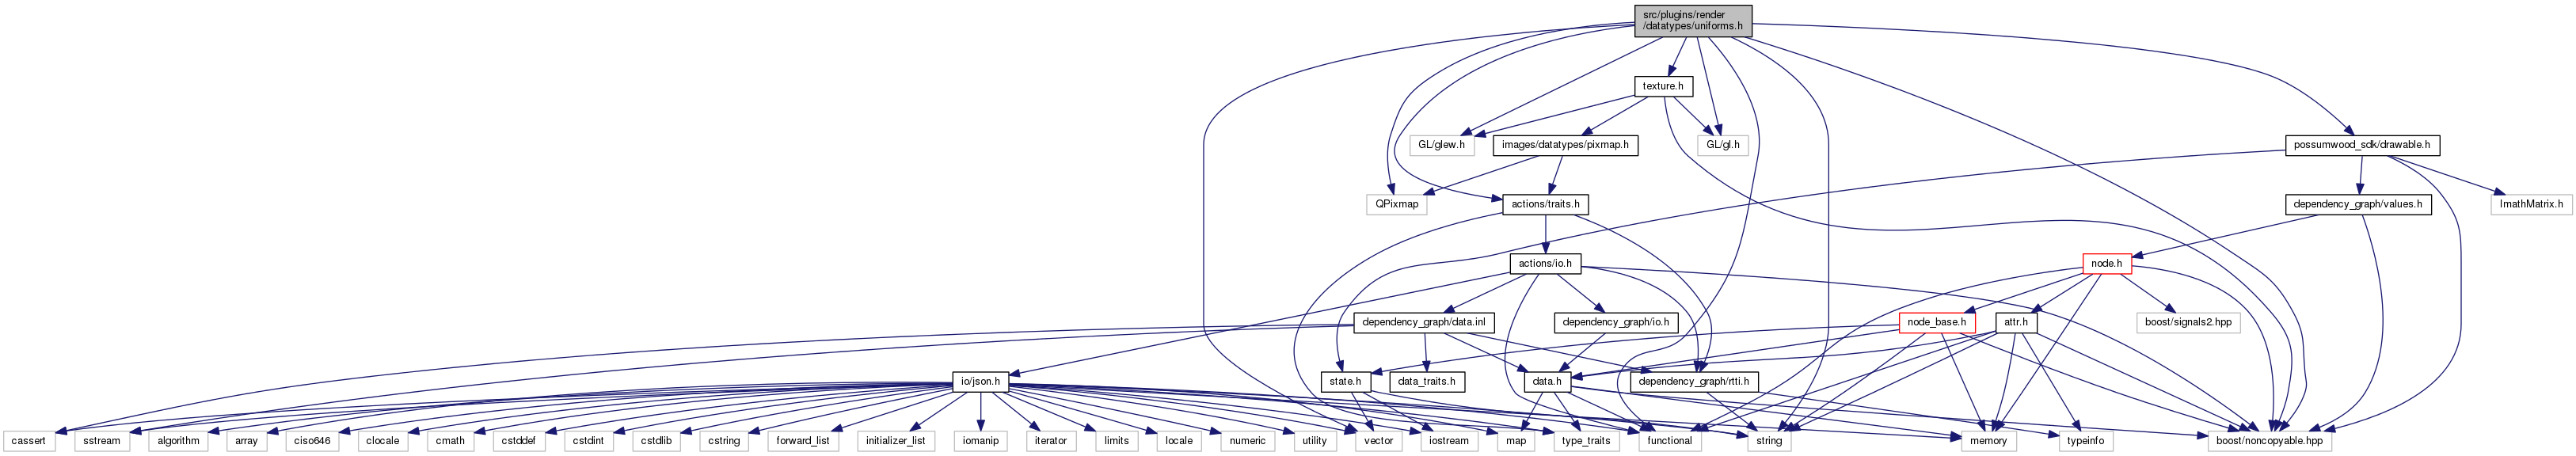 src/plugins/render
/datatypes/uniforms.h
texture.h
GL/glew.h
images/datatypes/pixmap.h
GL/gl.h
possumwood_sdk/drawable.h
QPixmap
actions/traits.h
dependency_graph/values.h
ImathMatrix.h
actions/io.h
node.h
dependency_graph/data.inl
dependency_graph/io.h
node_base.h
attr.h
boost/signals2.hpp
io/json.h
state.h
data_traits.h
data.h
dependency_graph/rtti.h
cassert
sstream
algorithm
array
ciso646
clocale
cmath
cstddef
cstdint
cstdlib
cstring
forward_list
initializer_list
iomanip
iterator
limits
locale
numeric
utility
vector
iostream
map
type_traits
functional
string
memory
typeinfo
boost/noncopyable.hpp